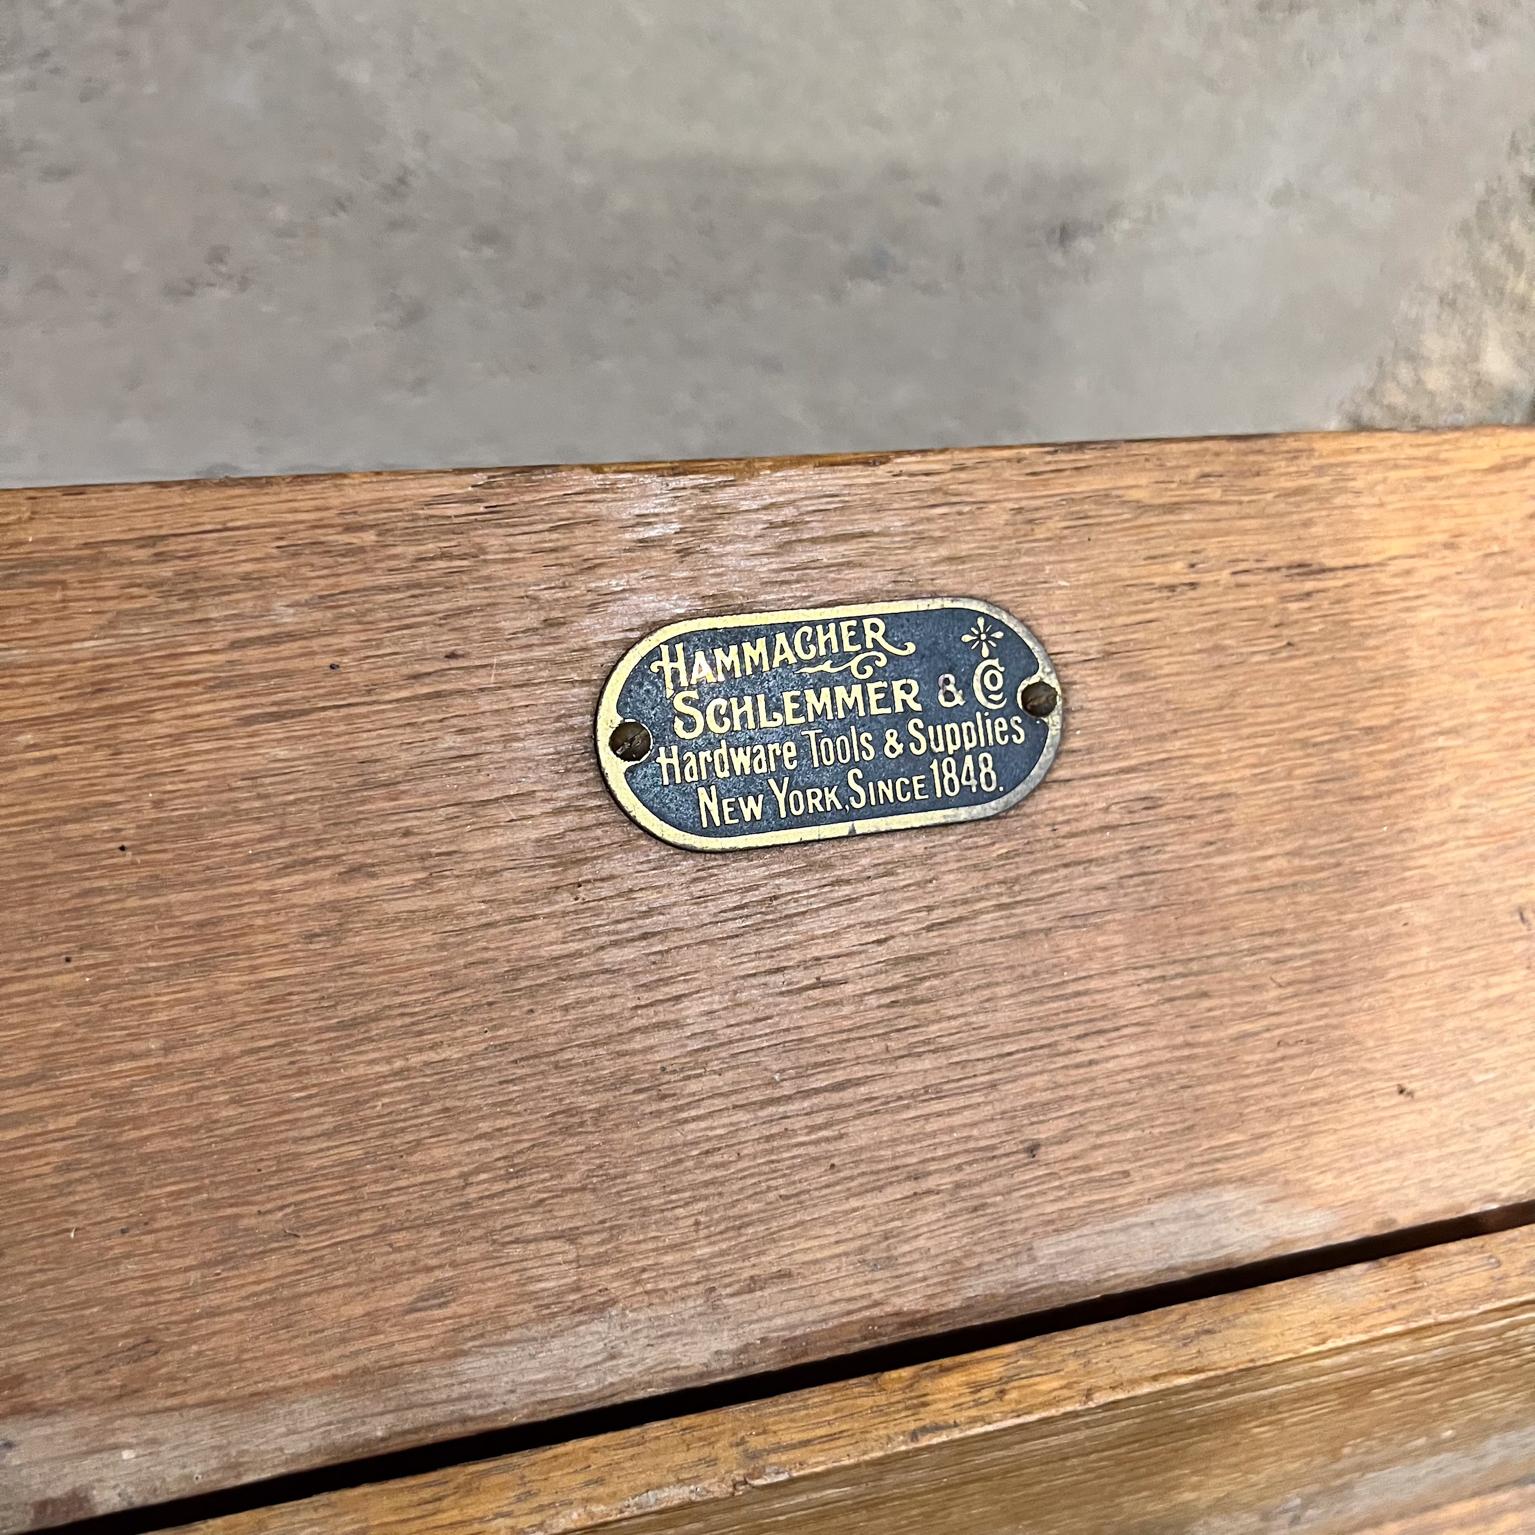 HAMMACHER
SCHLEMMER & Co
Hardware Tools & Supplies
NEW YORK, SINCE 1848.